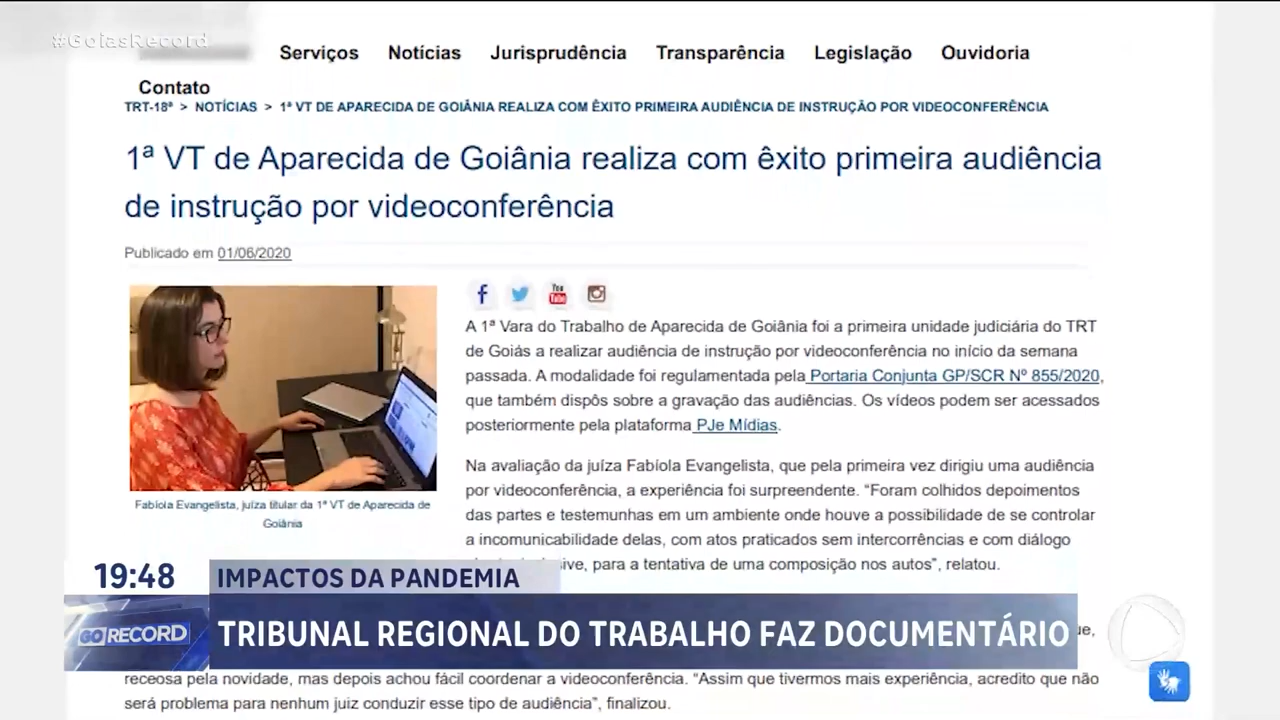 #GoiasRecord
Serviços Notícias Jurisprudência Transparência Legislação Ouvidoria
Contato
TRT-18ª > NOTÍCIAS > 1ª VT DE APARECIDA DE GOIÂNIA REALIZA COM ÊXITO PRIMEIRA AUDIÊNCIA DE INSTRUÇÃO POR VIDEOCONFERÊNCIA
1ª VT de Aparecida de Goiânia realiza com êxito primeira audiência
de instrução por videoconferência
Publicado em 01/06/2020
A 1ª Vara do Trabalho de Aparecida de Goiânia foi a primeira unidade judiciária do TRT
de Goiás a realizar audiência de instrução por videoconferência no início da semana
passada. A modalidade foi regulamentada pela Portaria Conjunta GP/SCR Nº 855/2020,
que também dispôs sobre a gravação das audiências. Os vídeos podem ser acessados
posteriormente pela plataforma PJe Mídias.
Na avaliação da juíza Fabíola Evangelista, que pela primeira vez dirigiu uma audiência
por videoconferência, a experiência foi surpreendente. “Foram colhidos depoimentos
das partes e testemunhas em um ambiente onde houve a possibilidade de se controlar
a incomunicabilidade delas, com atos praticados sem intercorrências e com diálogo
para a tentativa de uma composição nos autos”, relatou.
Fabíola Evangelista, juíza titular da 1ª VT de Aparecida de
Goiânia
19:48 IMPACTOS DA PANDEMIA
GO RECORD TRIBUNAL REGIONAL DO TRABALHO FAZ DOCUMENTÁRIO
receosa pela novidade, mas depois achou fácil coordenar a videoconferência. “Assim que tivermos mais experiência, acredito que não
será problema para nenhum juiz conduzir esse tipo de audiência”, finalizou.